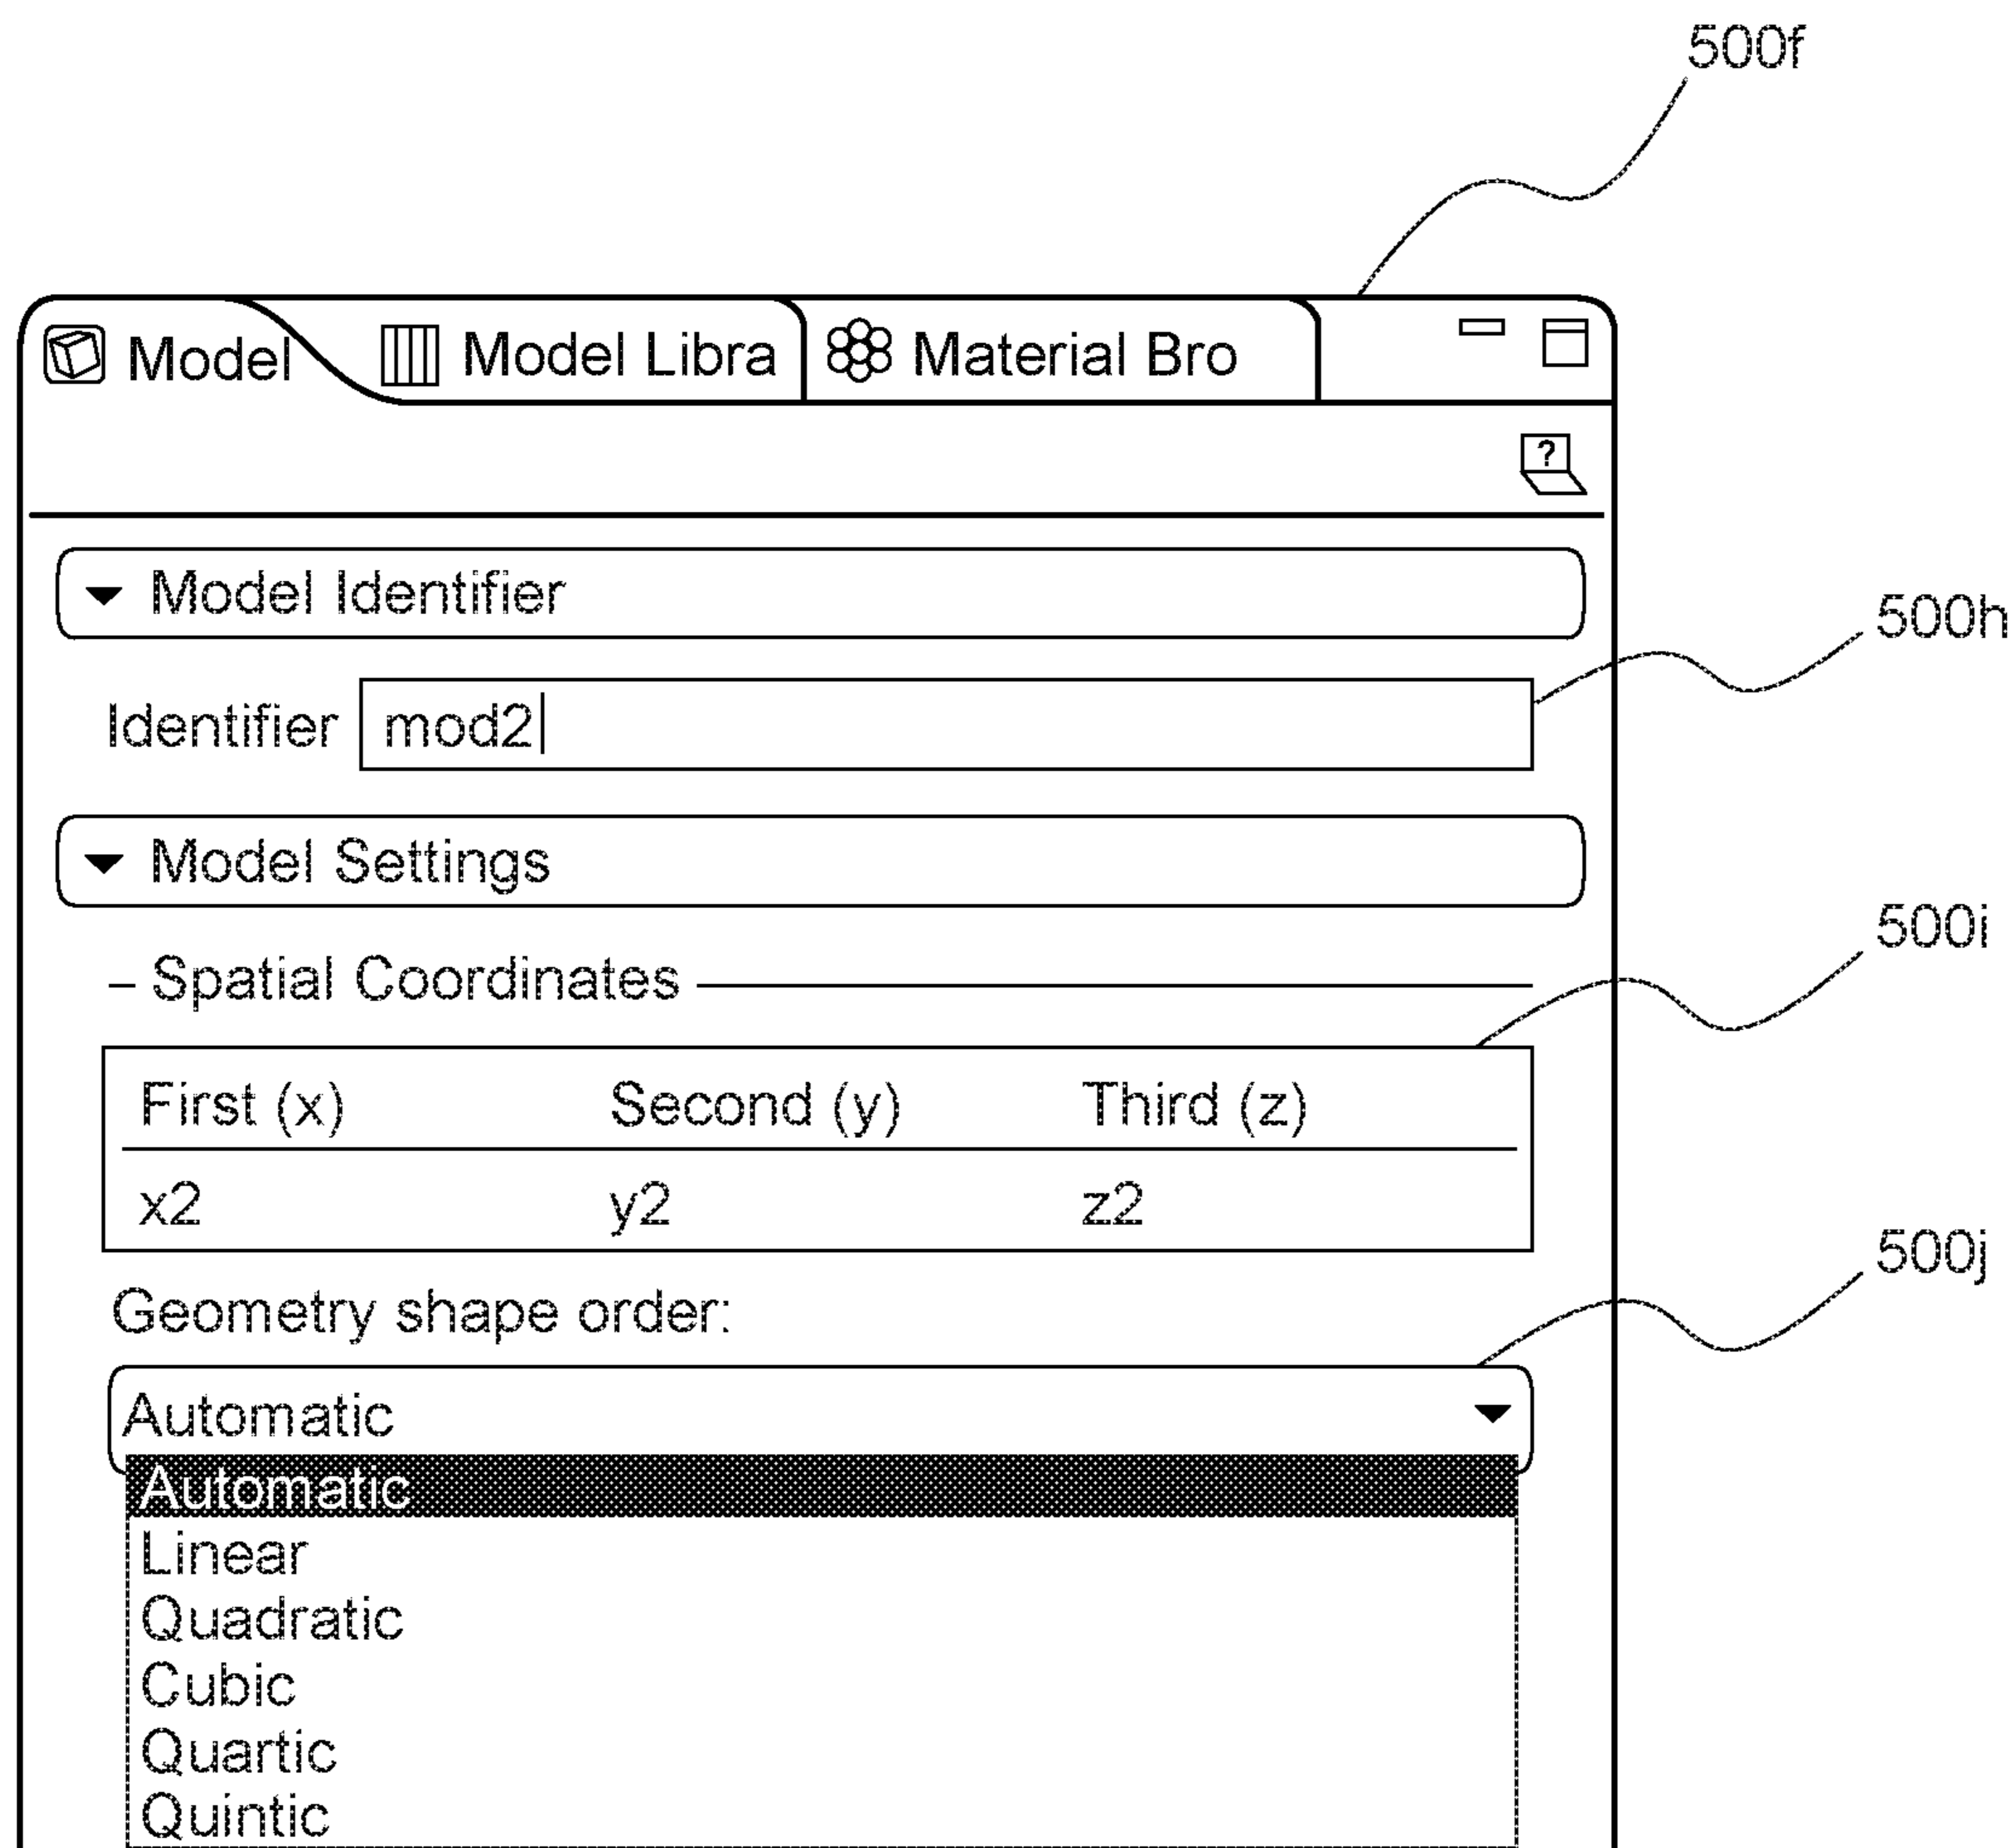 500f
Model Model Libra Material Bro
?
Model Identifier
500h
Identifier mod2
Model Settings
500i
Spatial Coordinates
First (x) Second (y) Third (z)
x2 y2 z2
500j
Geometry shape order:
Automatic
Automatic
Linear
Quadratic
Cubic
Quartic
Quintic